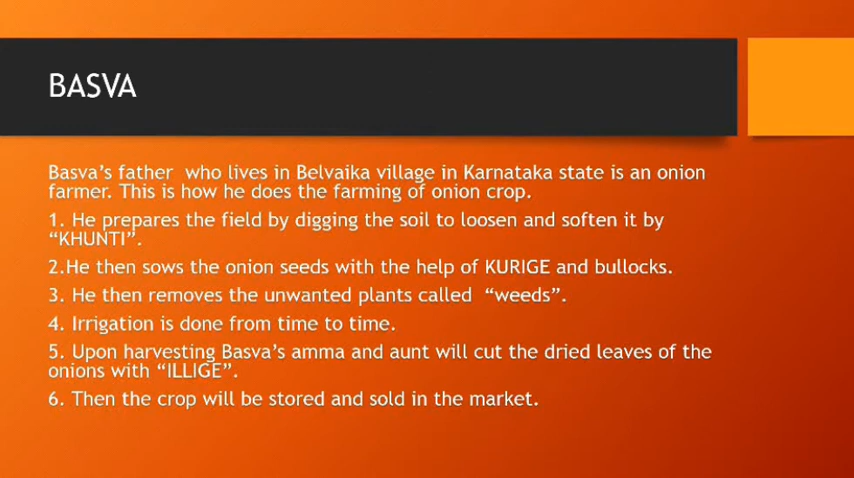 BASVA
Basva's father  who lives in Belvaika village in Karnataka state is an onion
farmer. This is how he does the farming of onion crop.
1. He prepares the field by digging the soil to loosen and soften it by
“KHUNTI”.
2.He then sows the onion seeds with the help of KURIGE and bullocks.
3. He then removes the unwanted plants called  “weeds”.
4. Irrigation is done from time to time.
5. Upon harvesting Basva's amma and aunt will cut the dried leaves of the
onions with “ILLIGE”.
6. Then the crop will be stored and sold in the market.